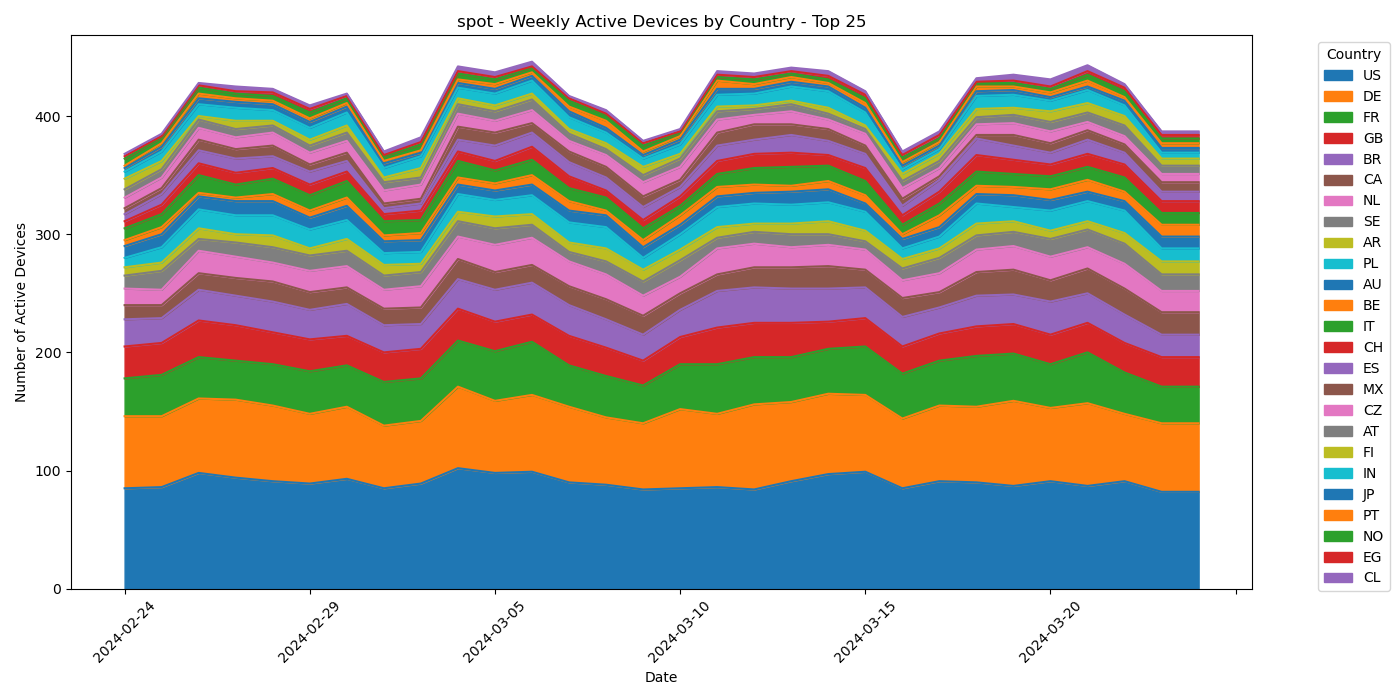 spot - Weekly Active Devices by Country - Top 25
Number of Active Devices
400
300
200
100
0
2024-02-24
2024-02-29
2024-03-05
2024-03-10
2024-03-15
2024-03-20
Date
Country
US
DE
FR
GB
BR
CA
NL
SE
AR
PL
AU
BE
IT
CH
ES
MX
CZ
AT
FI
IN
JP
PT
NO
EG
CL